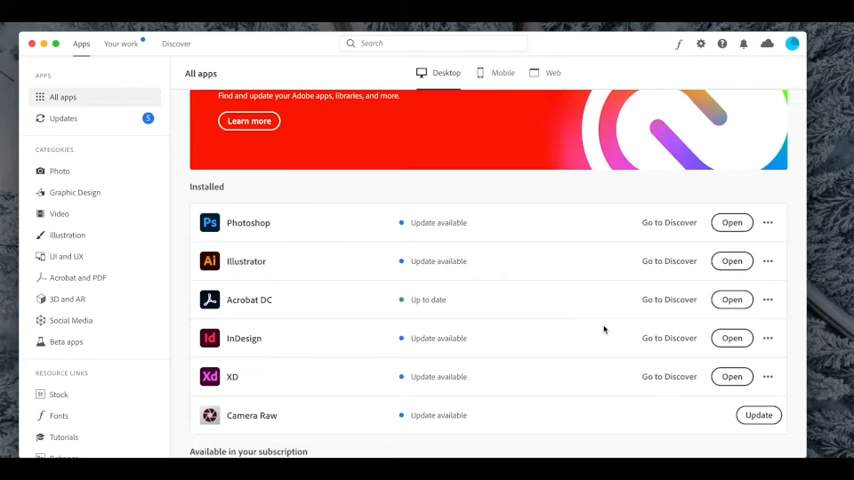 Apps Your work Discover Search
APPS
All apps
Updates 5
CATEGORIES
Photo
Graphic Design
Video
Illustration
UI and UX
Acrobat and PDF
3D and AR
Social Media
Beta apps
RESOURCE LINKS
St Stock
Fonts
Tutorials
All apps Desktop Mobile Web
Find and update your Adobe apps, libraries, and more.
Learn more
Installed
Ps Photoshop Update available Go to Discover Open
Ai Illustrator Update available Go to Discover Open
Acrobat DC Up to date Go to Discover Open
Id InDesign Update available Go to Discover Open
Xd XD Update available Go to Discover Open
Camera Raw Update available Update
Available in your subscription